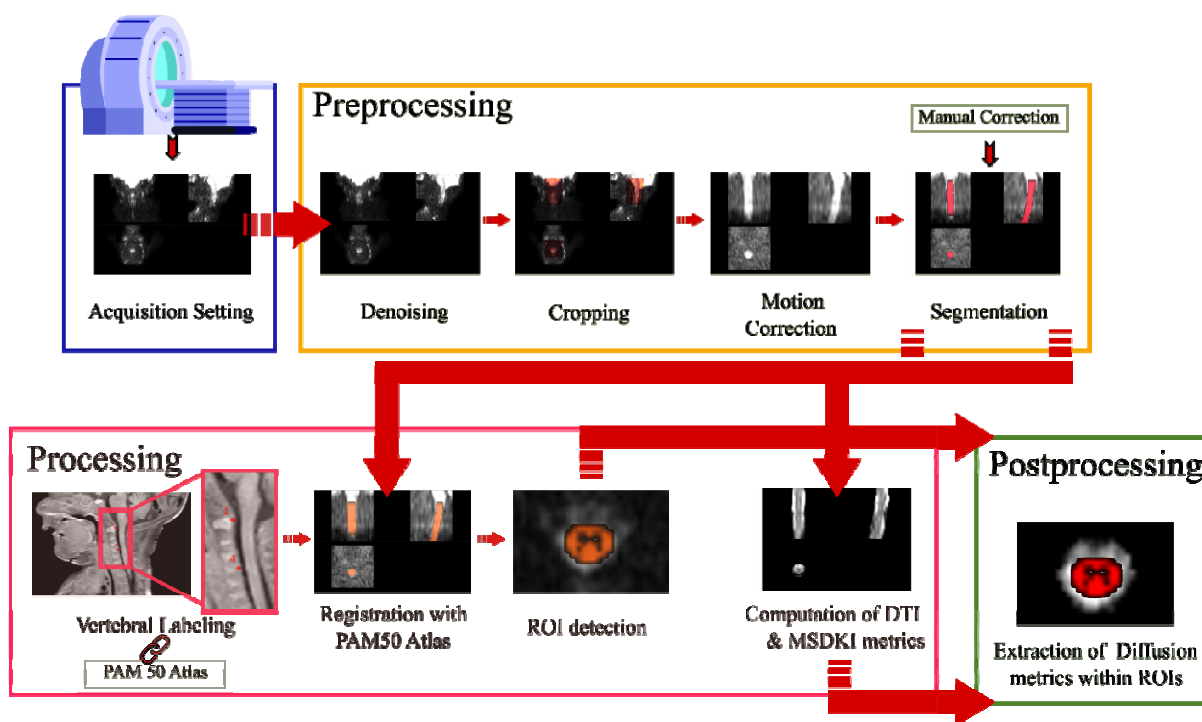 Preprocessing
Manual Correction
Acquisition Setting
Denoising
Cropping
Motion
Correction
Segmentation
Processing
Vertebral Labeling
PAM 50 Atlas
Registration with
PAM50 Atlas
ROI detection
Computation of DTI
& MSDKI metrics
Postprocessing
Extraction of Diffusion
metrics within ROIs